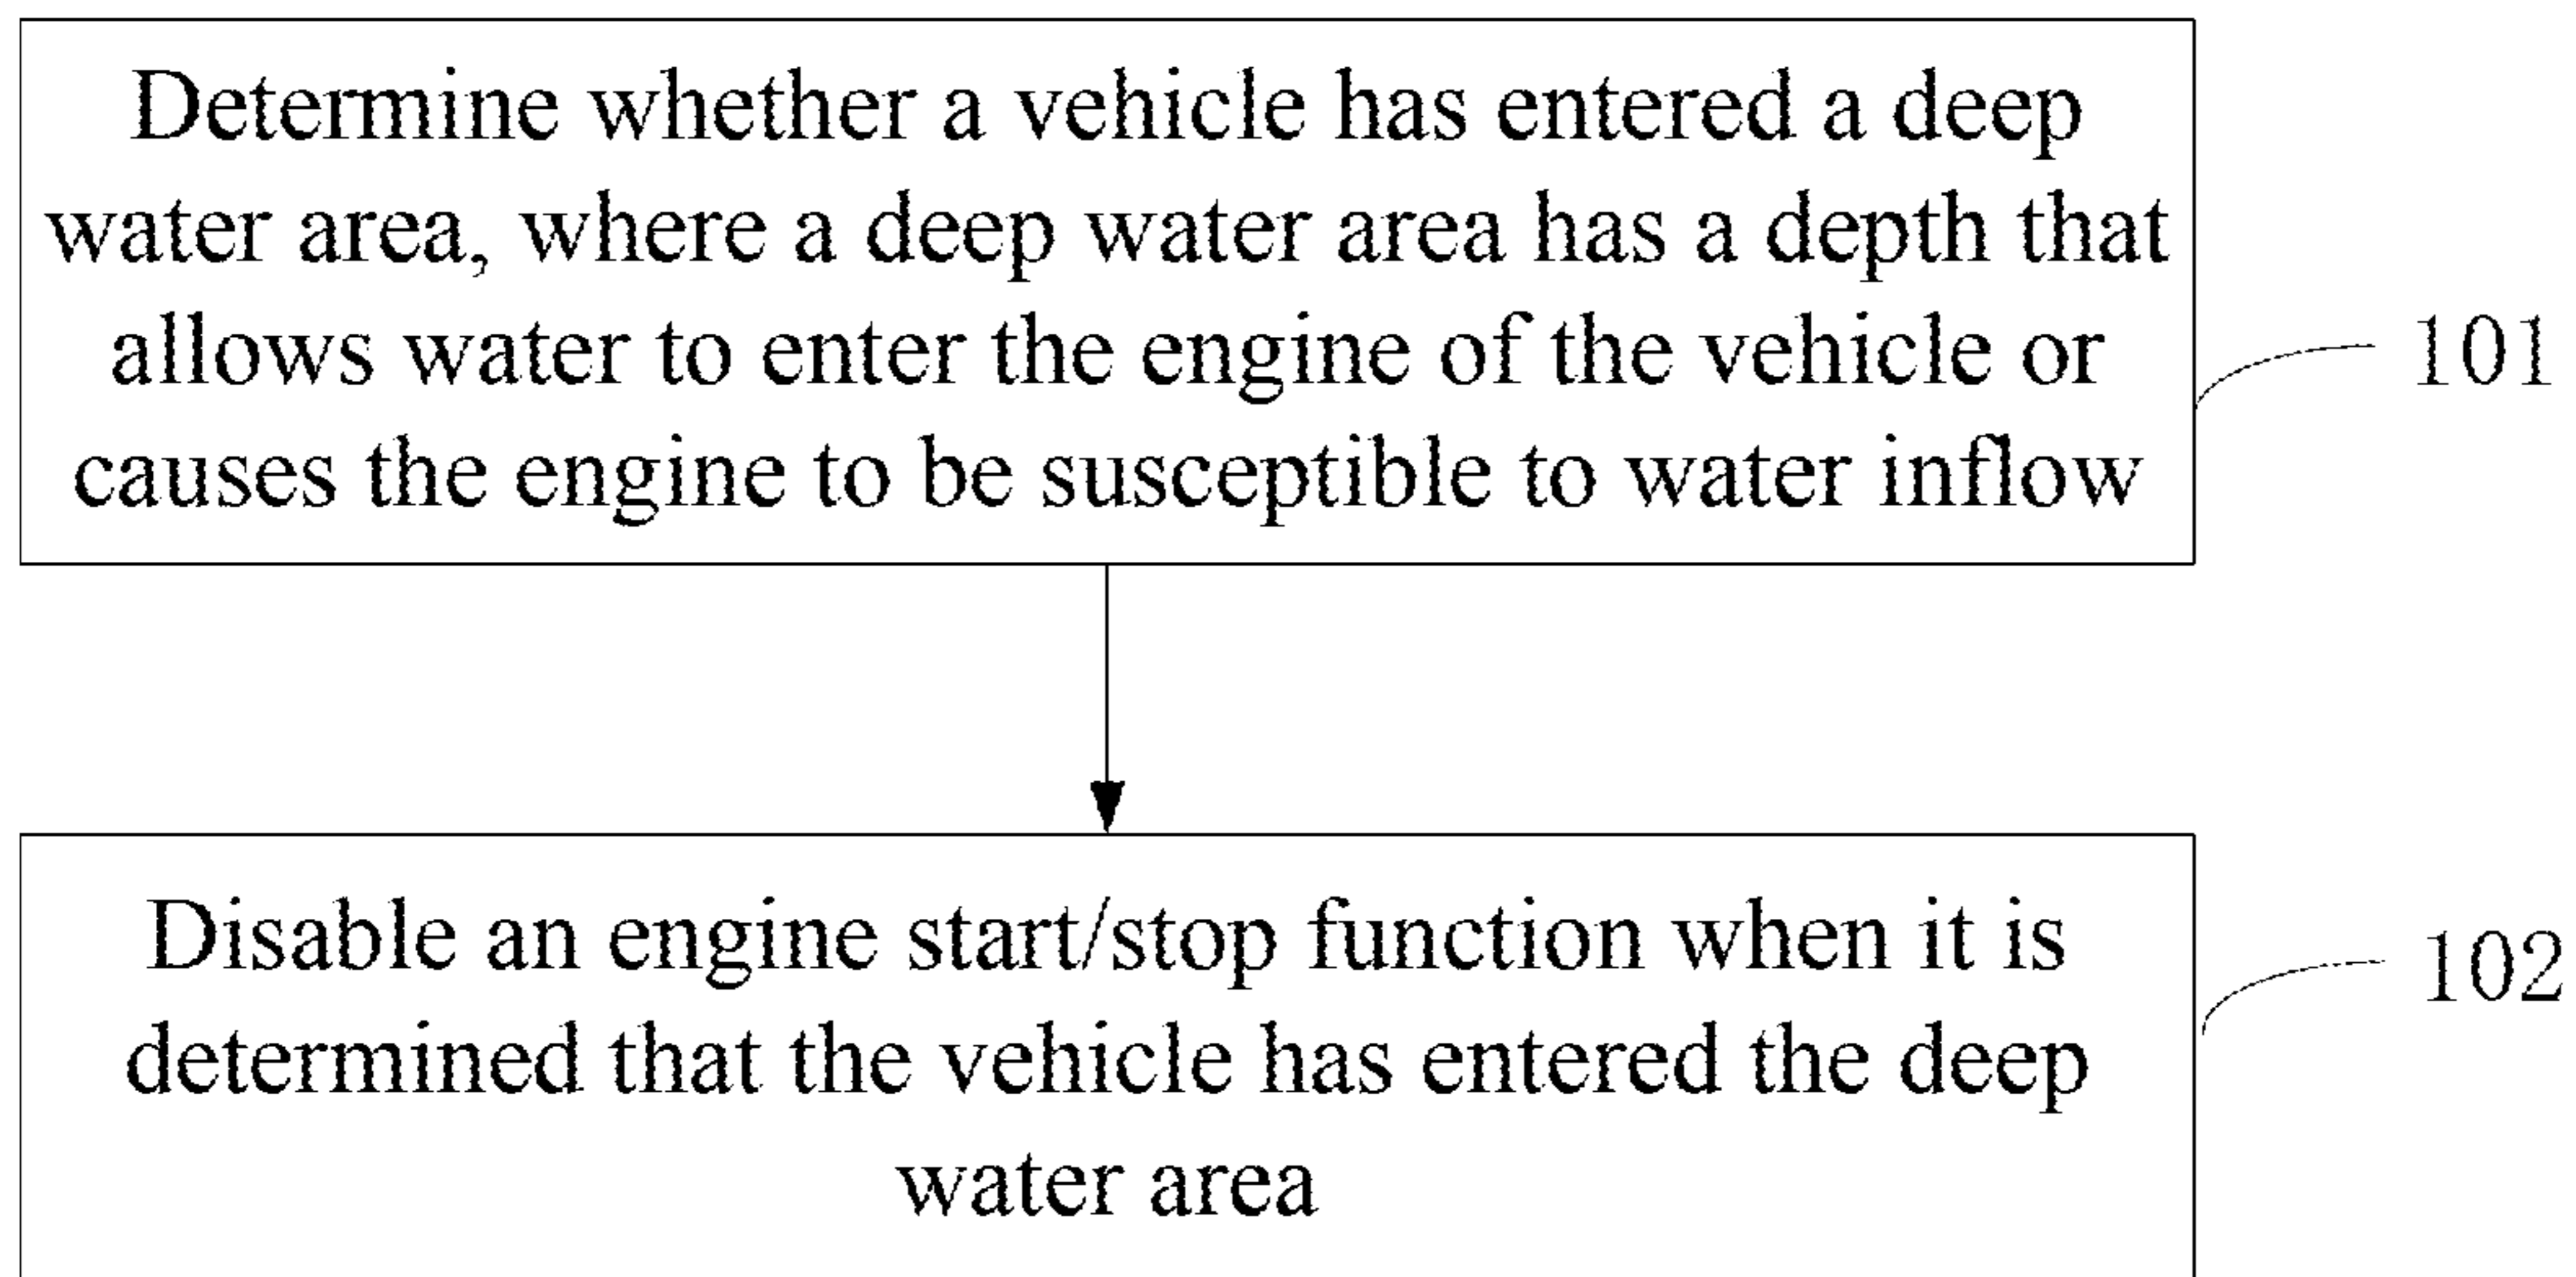 Determine whether a vehicle has entered a deep
water area, where a deep water area has a depth that
allows water to enter the engine of the vehicle or
causes the engine to be susceptible to water inflow
101
Disable an engine start/stop function when it is
determined that the vehicle has entered the deep
water area
102